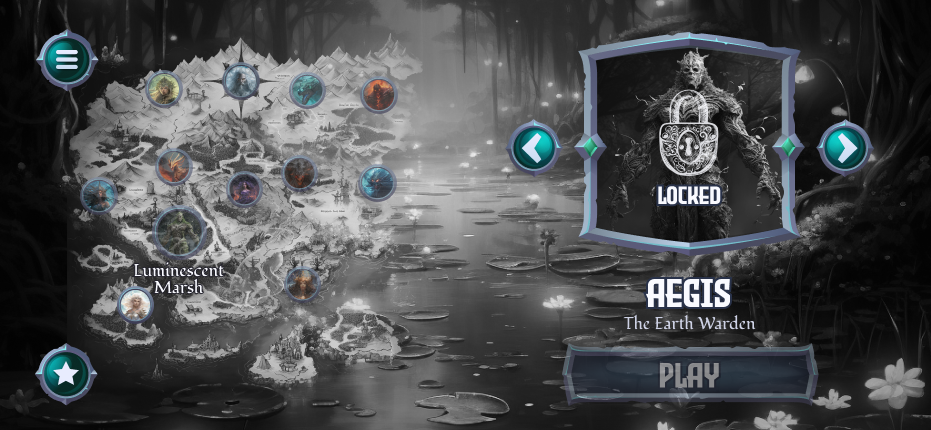 LOCKED
Luminescent
Marsh
AEGIS
The Earth Warden
PLAY